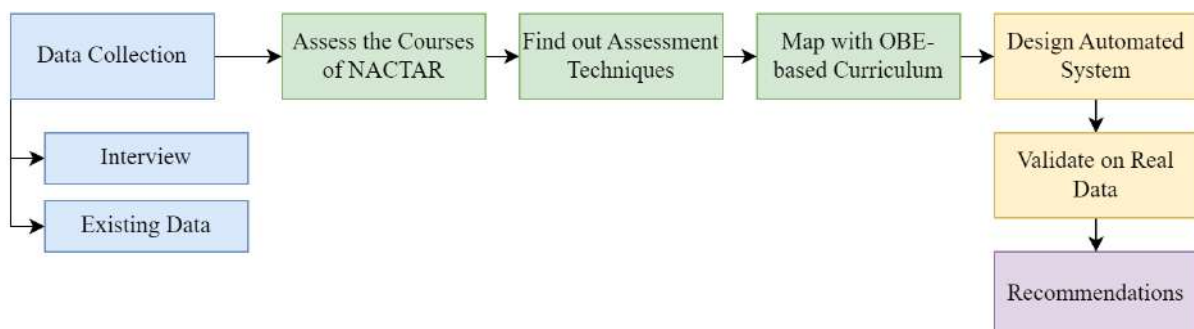 Data Collection
Assess the Courses
of NACTAR
Find out Assessment
Techniques
Map with OBE-
based Curriculum
Design Automated
System
Interview
Existing Data
Validate on Real
Data
Recommendations